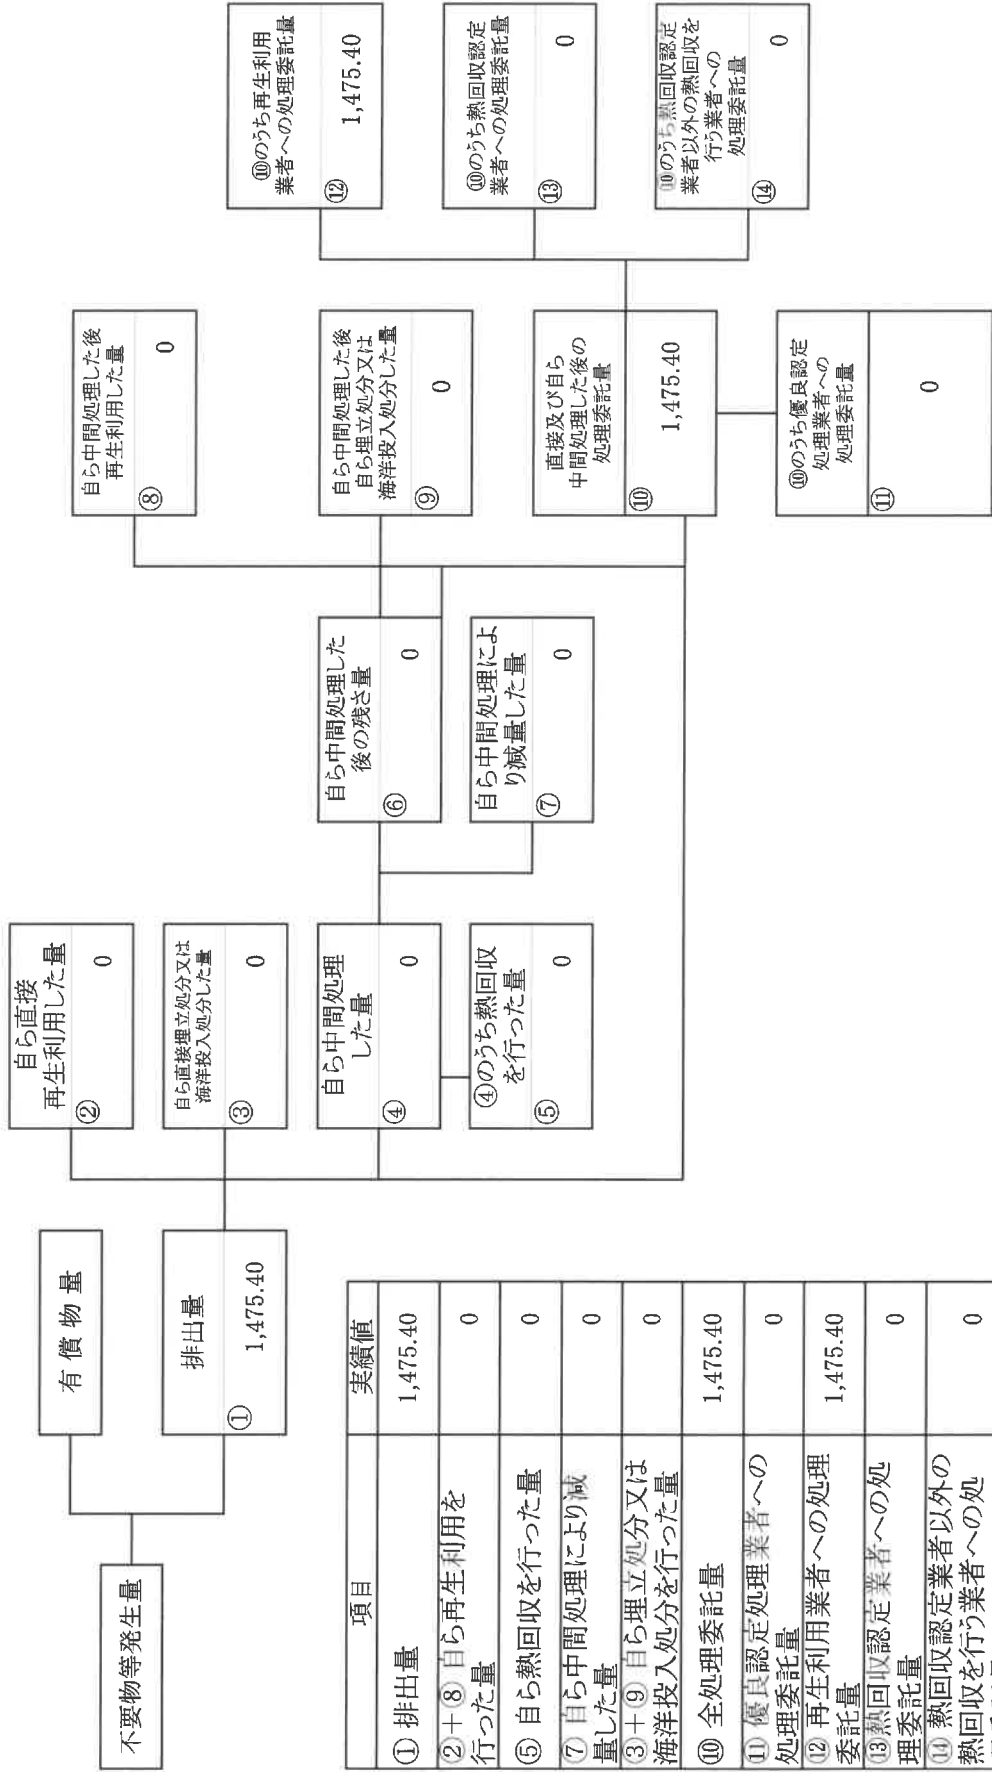 不要物等発生量
有償物量
排出量
①
1,475.40
自ら直接
再生利用した量
②
0
自ら直接埋立処分又は
海洋投入処分した量
③
0
自ら中間処理
した量
④
0
④のうち熱回収
を行った量
⑤
0
自ら中間処理した
後の残さ量
⑥
0
自ら中間処理によ
り減量した量
⑦
0
自ら中間処理した後
再生利用した量
⑧
0
自ら中間処理した後
自ら埋立処分又は
海洋投入処分した量
⑨
0
直接及び自ら
中間処理した後の
処理委託量
⑩
1,475.40
⑩のうち優良認定
処理業者への
処理委託量
⑪
0
⑩のうち再生利用
業者への処理委託量
⑫
1,475.40
⑩のうち熱回収認定
業者への処理委託量
⑬
0
⑩のうち熱回収認定
業者以外の熱回収を
行う業者への
処理委託量
⑭
0
項目 実績値
①排出量 1,475.40
②+⑧自ら再生利用を
行った量 0
⑤自ら熱回収を行った量 0
⑦自ら中間処理により減
量した量 0
③+⑨自ら埋立処分又は
海洋投入処分を行った量 0
⑩全処理委託量 1,475.40
⑪優良認定処理業者への
処理委託量 0
⑫再生利用業者への処理
委託量 1,475.40
⑬熱回収認定業者への処
理委託量 0
⑭熱回収認定業者以外の
熱回収を行う業者への処 0